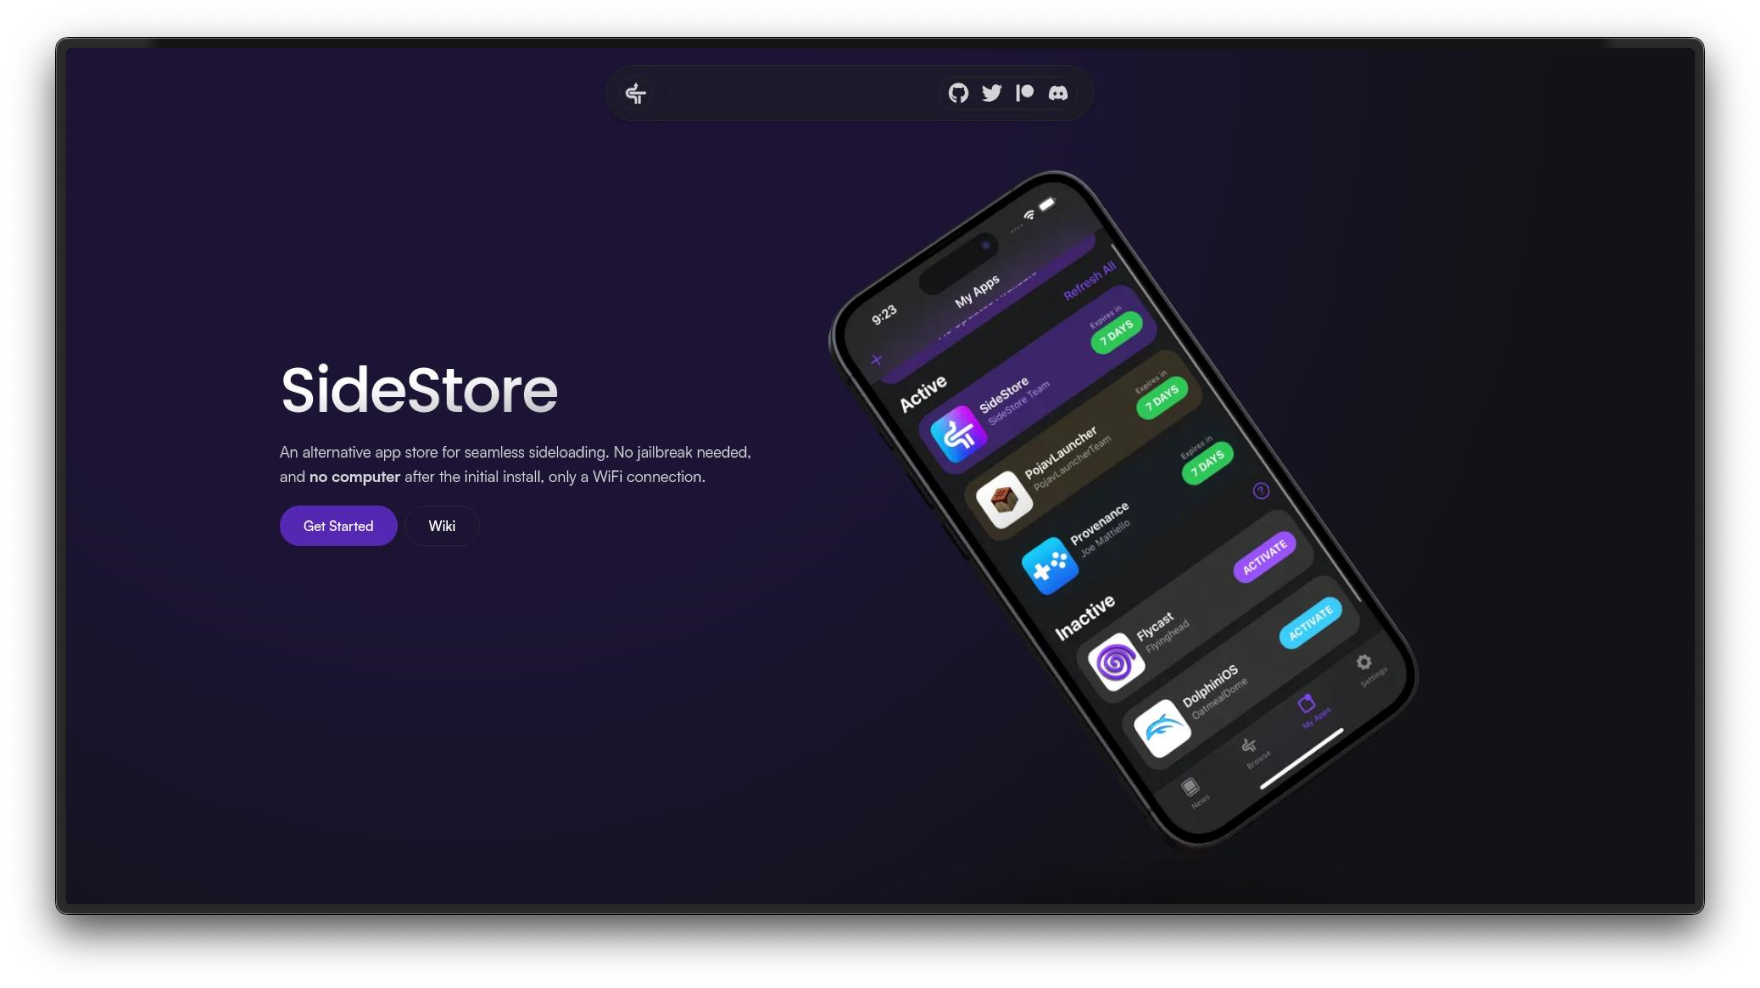 SideStore
An alternative app store for seamless sideloading. No jailbreak needed,
and no computer after the initial install, only a WiFi connection.
Get Started
Wiki
9:23
My Apps
Refresh All
Active
SideStore
SideStore Team
Expires in
7 DAYS
PojavLauncher
PojavLauncherTeam
Expires in
7 DAYS
Provenance
Joe Mattiello
Expires in
7 DAYS
?
Inactive
Flycast
Flyinghead
ACTIVATE
DolphiniOS
OatmealDome
ACTIVATE
News
Browse
My Apps
Settings